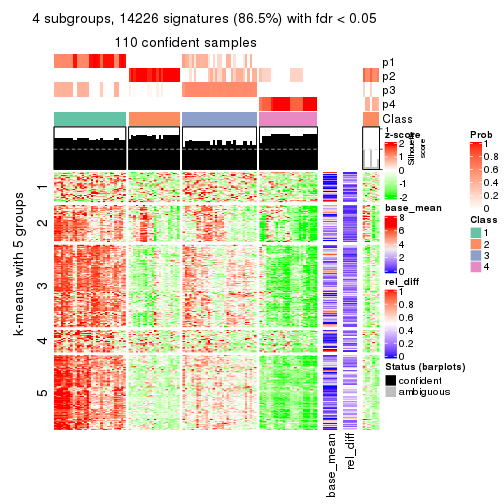 4 subgroups, 14226 signatures (86.5%) with fdr < 0.05
110 confident samples
p1
p2
p3
p4
Class
1
0.5
0
Silhouette
score
k-means with 5 groups
1
2
3
4
5
base_mean
rel_diff
z-score
2
1
0
-1
-2
base_mean
8
6
4
2
0
rel_diff
1
0.8
0.6
0.4
0.2
0
Status (barplots)
confident
ambiguous
Prob
1
0.8
0.6
0.4
0.2
0
Class
1
2
3
4